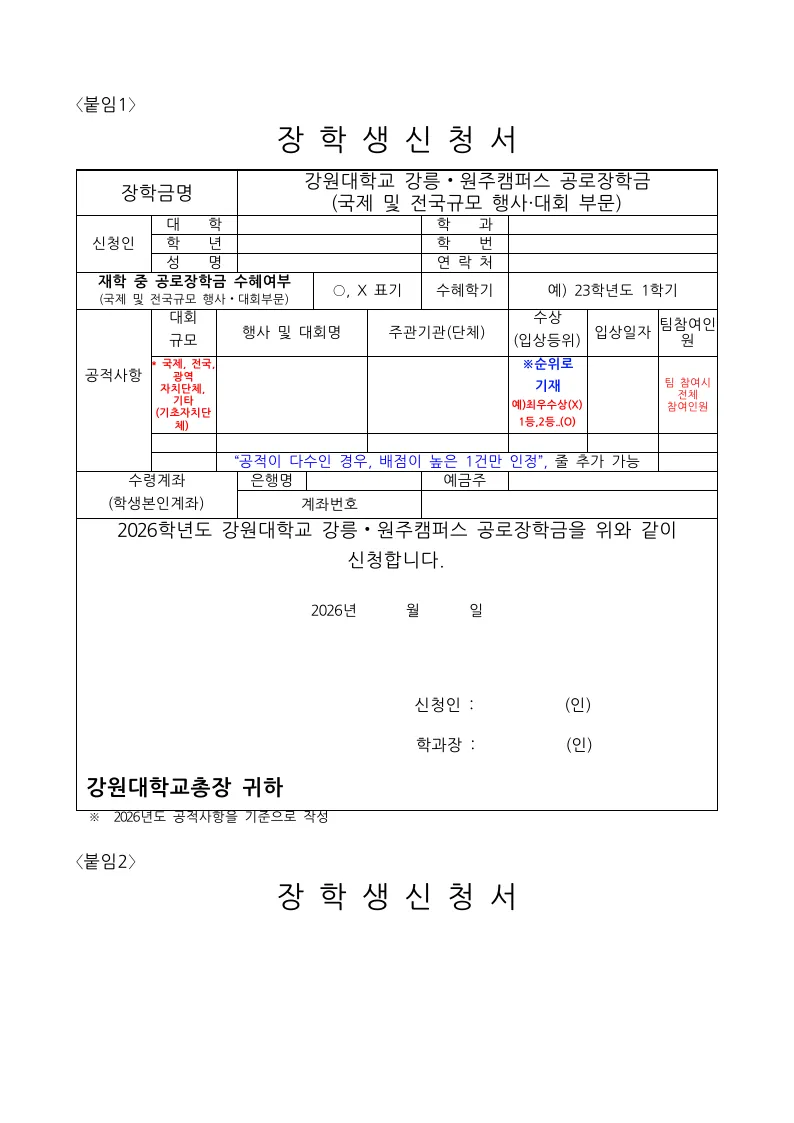 <붙임1>
장 학 생 신 청 서
장학금명
강원대학교 강릉・원주캠퍼스 공로장학금
(국제 및 전국규모 행사·대회 부문)
신청인
대 학
학 과
학 년
학 번
성 명
연 락 처
재학 중 공로장학금 수혜여부
(국제 및 전국규모 행사・대회부문)
○, X 표기
수혜학기
예) 23학년도 1학기
공적사항
대회
규모
행사 및 대회명
주관기관(단체)
수상
(입상등위)
입상일자
팀참여인
원
* 국제, 전국,
광역
자치단체,
기타
(기초자치단
체)
※순위로
기재
예)최우수상(X)
1등,2등..(O)
팀 참여시
전체
참여인원
“공적이 다수인 경우, 배점이 높은 1건만 인정”, 줄 추가 가능
수령계좌
(학생본인계좌)
은행명
예금주
계좌번호
2026학년도 강원대학교 강릉・원주캠퍼스 공로장학금을 위와 같이
신청합니다.
2026년 월 일
신청인 : (인)
학과장 : (인)
강원대학교총장 귀하
※ 2026년도 공적사항을 기준으로 작성
<붙임2>
장 학 생 신 청 서